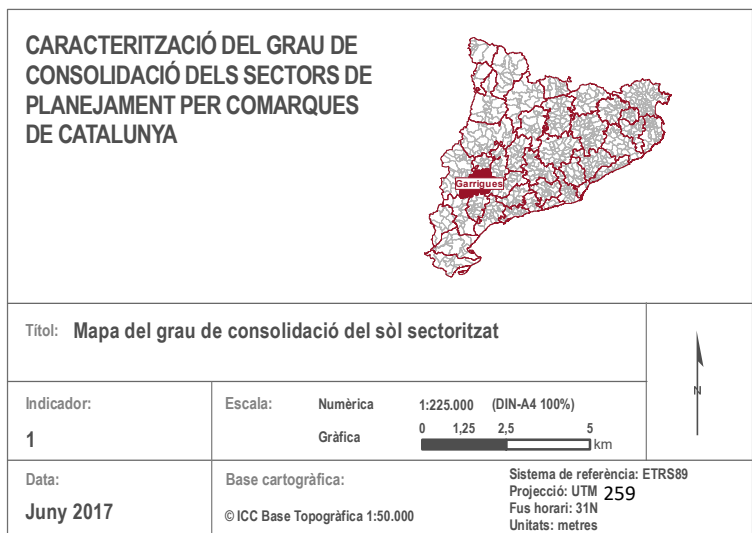 CARACTERITZACIÓ DEL GRAU DE
CONSOLIDACIÓ DELS SECTORS DE
PLANEJAMENT PER COMARQUES
DE CATALUNYA
Garrigues
Títol: Mapa del grau de consolidació del sòl sectoritzat
N
Indicador:
1
Escala: Numèrica 1:225.000 (DIN-A4 100%)
Gràfica 0 1,25 2,5 5 km
Data:
Juny 2017
Base cartogràfica:
© ICC Base Topogràfica 1:50.000
Sistema de referència: ETRS89
Projecció: UTM 259
Fus horari: 31N
Unitats: metres